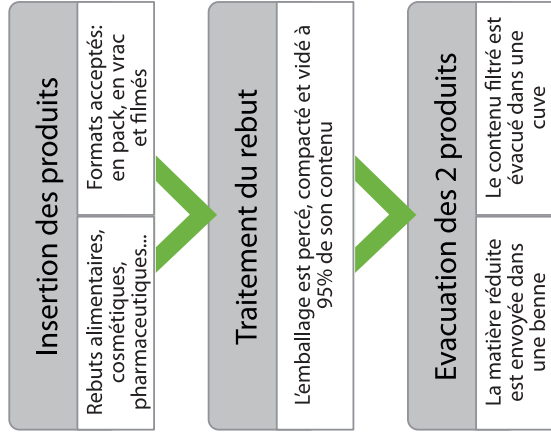 Insertion des produits
Rebuts alimentaires,
cosmétiques,
pharmaceutiques...
Formats acceptés:
en pack, en vrac
et filmés
Traitement du rebut
L'emballage est percé, compacté et vidé à
95% de son contenu
Evacuation des 2 produits
La matière réduite
est envoyée dans
une benne
Le contenu filtré est
évacué dans une
cuve